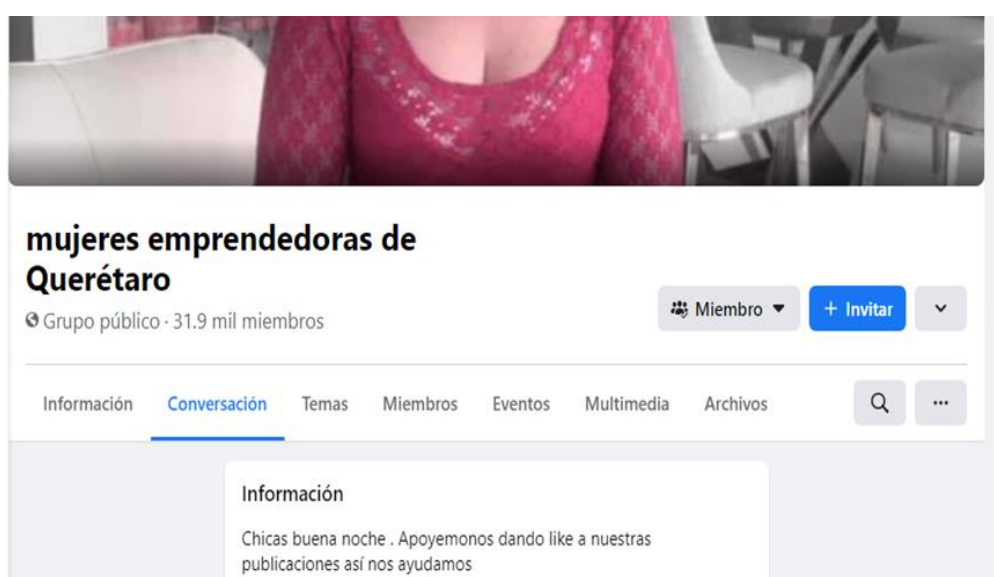 mujeres emprendedoras de
Querétaro
Grupo público · 31.9 mil miembros
Miembro
+ Invitar
Información Conversación Temas Miembros Eventos Multimedia Archivos
Información
Chicas buena noche . Apoyemonos dando like a nuestras
publicaciones así nos ayudamos